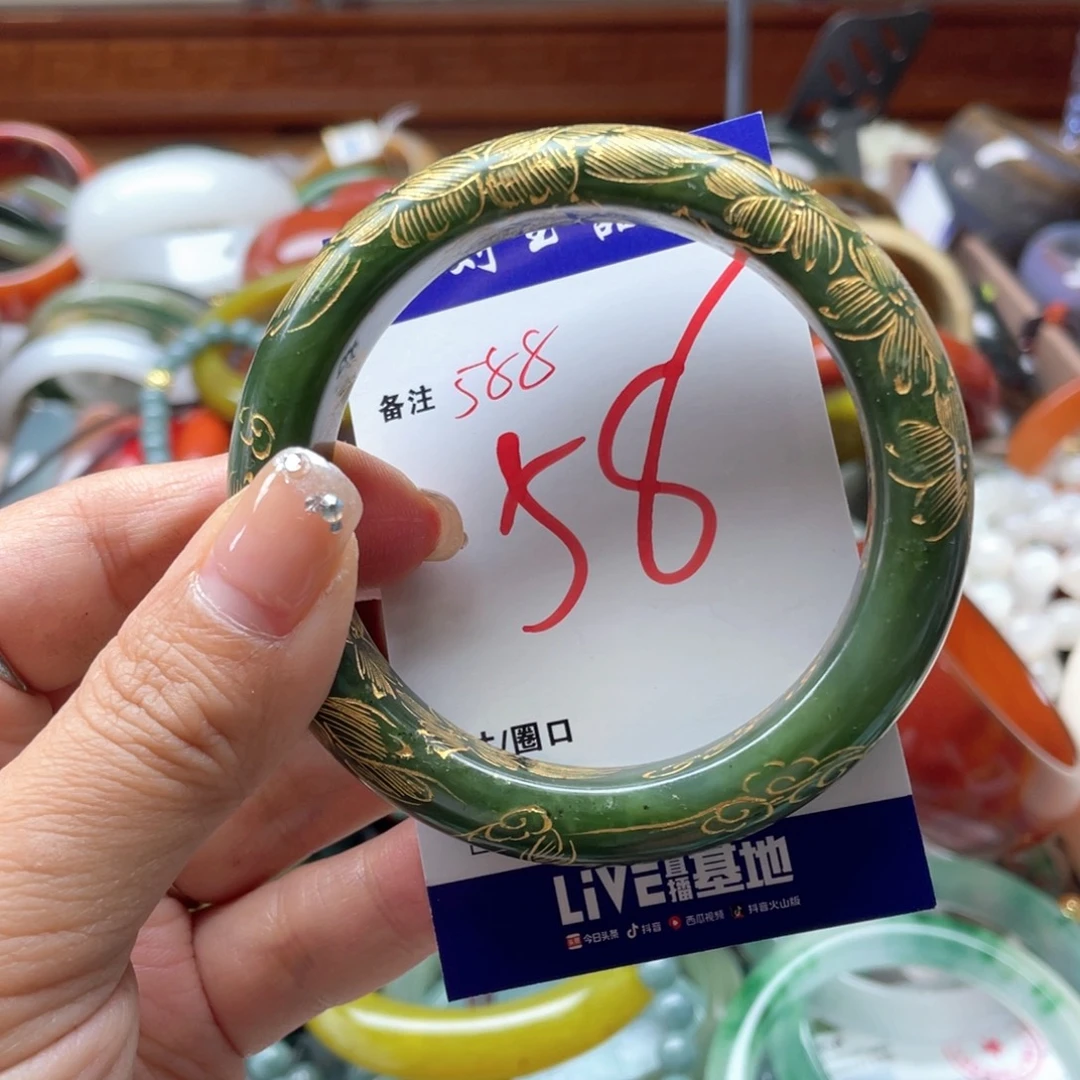 备注 588
58
/圈口
LiVE直播基地
今日头条 抖音 西瓜视频 抖音火山版